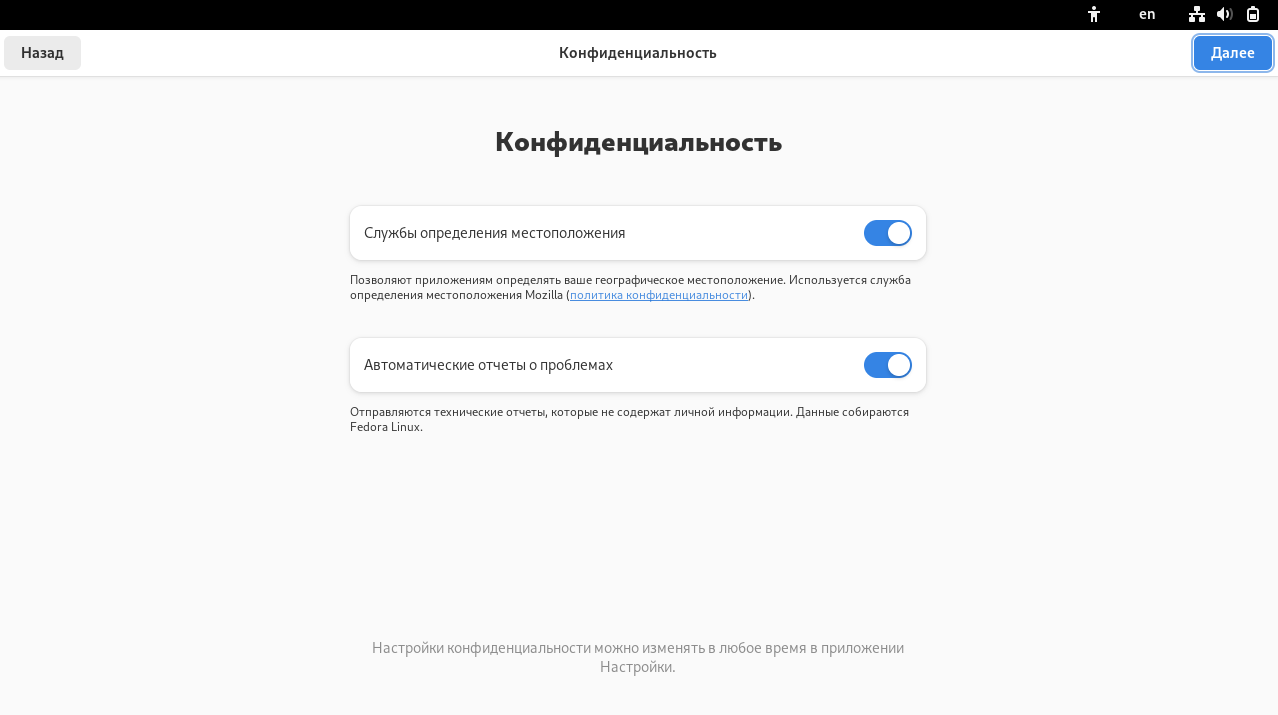 en
Назад
Конфиденциальность
Далее
Конфиденциальность
Службы определения местоположения
Позволяют приложениям определять ваше географическое местоположение. Используется служба
определения местоположения Mozilla (политика конфиденциальности).
Автоматические отчеты о проблемах
Отправляются технические отчеты, которые не содержат личной информации. Данные собираются
Fedora Linux.
Настройки конфиденциальности можно изменять в любое время в приложении
Настройки.